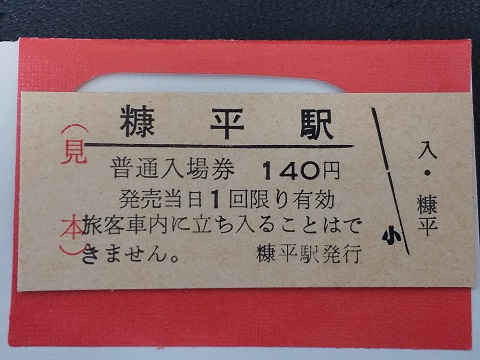 糠平駅
普通入場券 140円
発売当日1回限り有効
旅客車内に立ち入ることはで
きません。 糠平駅発行
(見本)
小
入・糠平